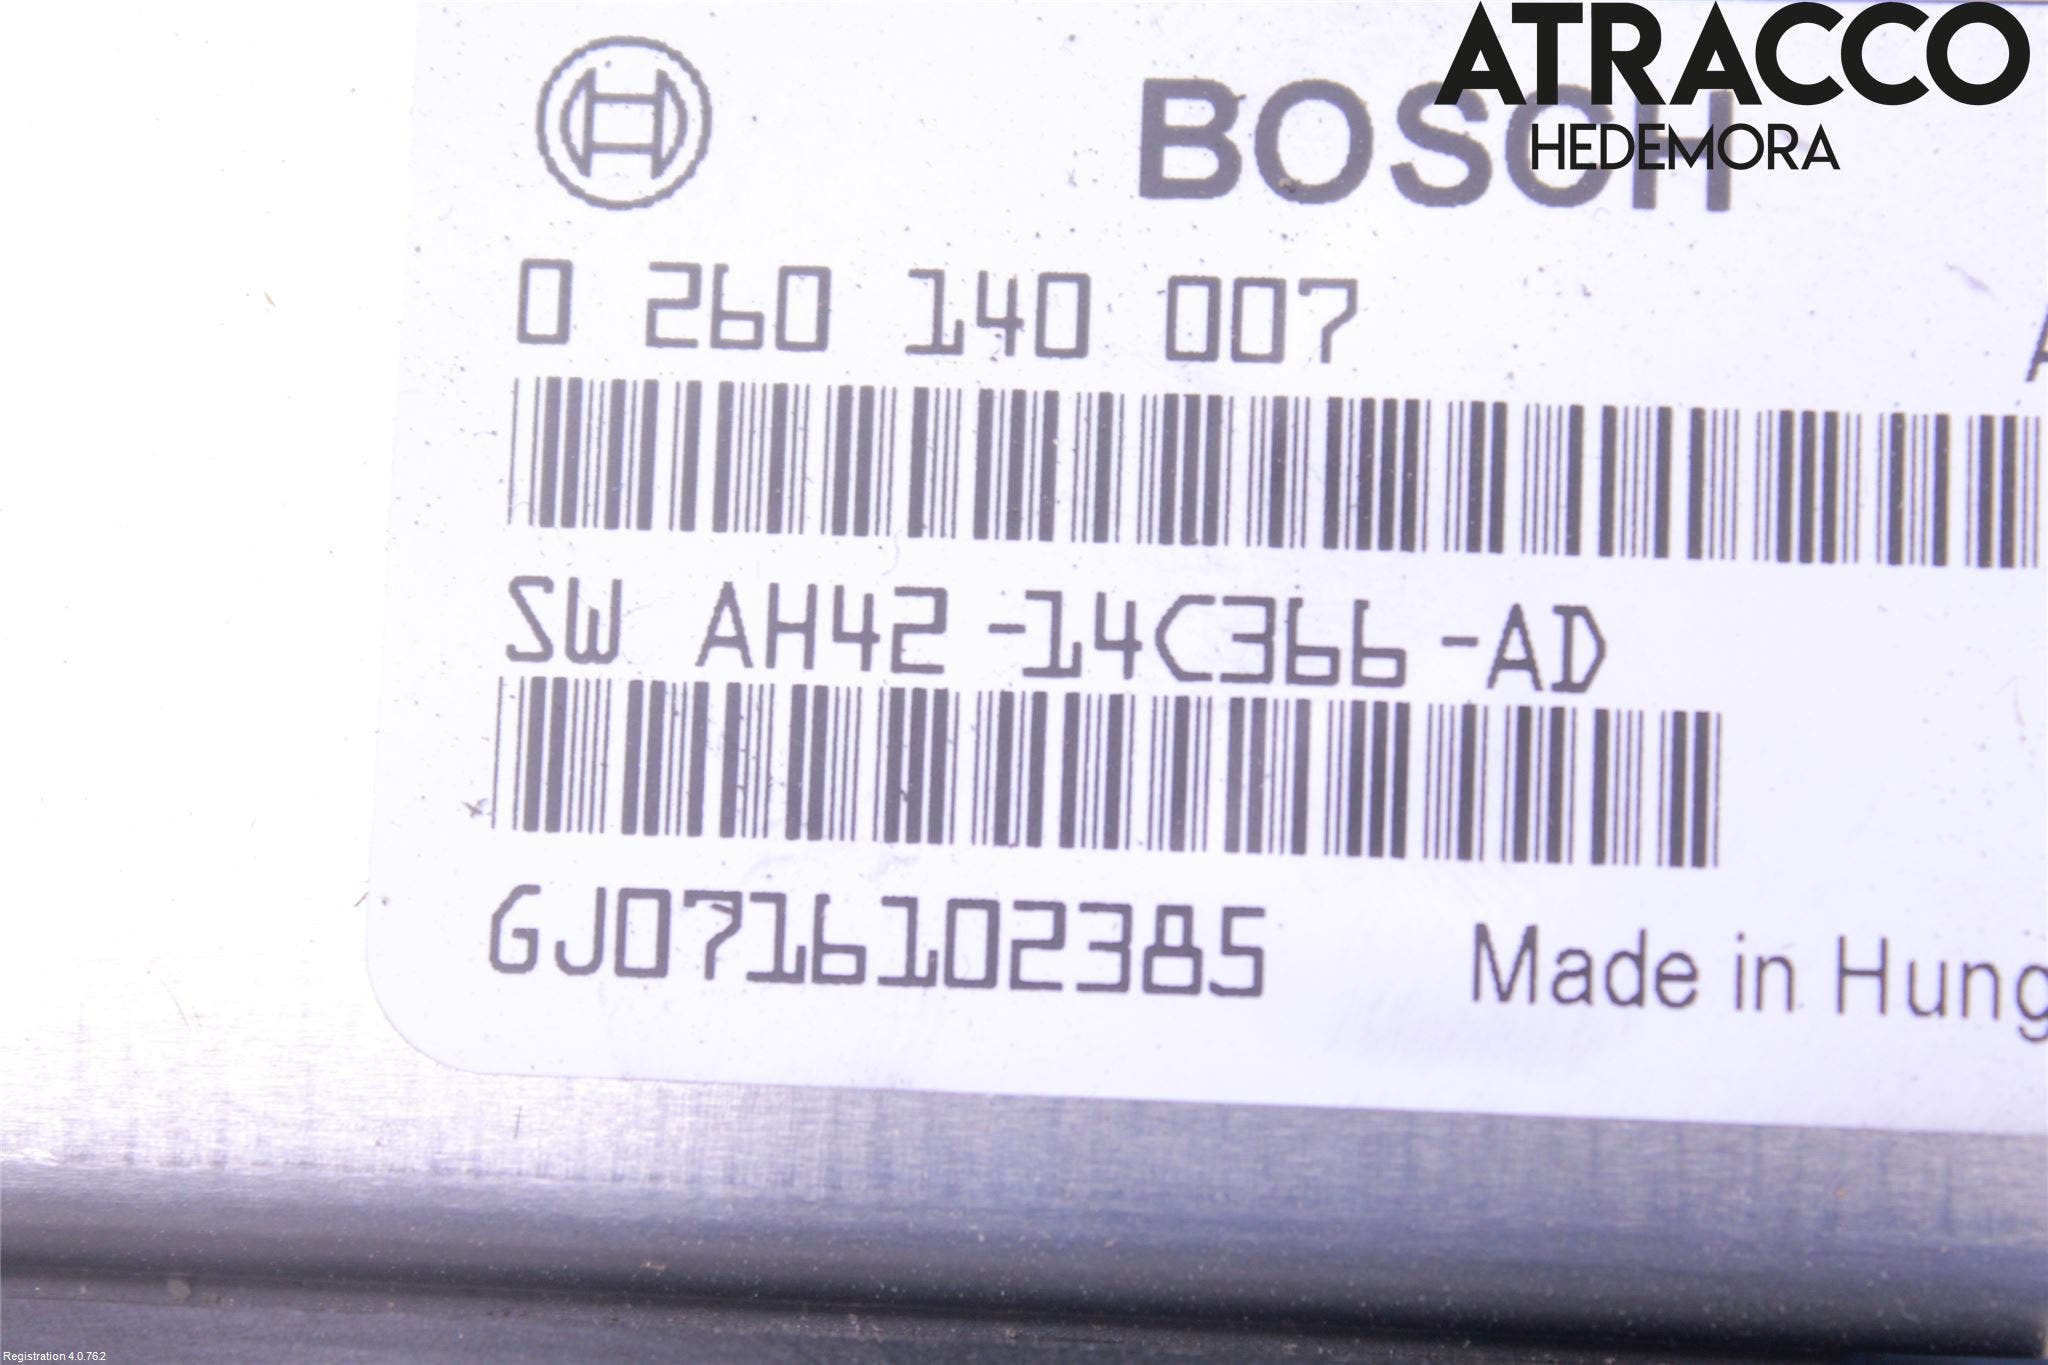 ATRACCO
HEDEMORA
BOSCH
0 260 140 007
SW AH42-14C366-AD
GJ0716102385
Made in Hung
Registration 4.0.762